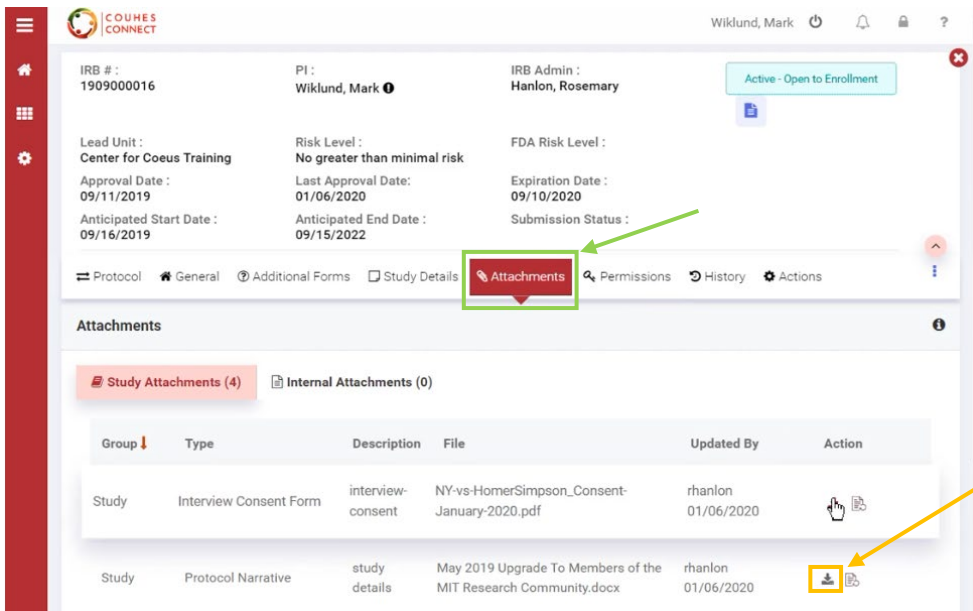 COUHES
CONNECT
Wiklund, Mark
?
IRB # :
1909000016
PI :
Wiklund, Mark
IRB Admin :
Hanlon, Rosemary
Active - Open to Enrollment
Lead Unit :
Center for Coeus Training
Risk Level :
No greater than minimal risk
FDA Risk Level :
Approval Date :
09/11/2019
Last Approval Date:
01/06/2020
Expiration Date :
09/10/2020
Anticipated Start Date :
09/16/2019
Anticipated End Date :
09/15/2022
Submission Status :
Protocol General Additional Forms Study Details Attachments Permissions History Actions
Attachments
Study Attachments (4) Internal Attachments (0)
Group Type Description File Updated By Action
Study Interview Consent Form
interview-
consent
NY-vs-HomerSimpson_Consent-
January-2020.pdf
rhanlon
01/06/2020
Study Protocol Narrative
study
details
May 2019 Upgrade To Members of the
MIT Research Community.docx
rhanlon
01/06/2020